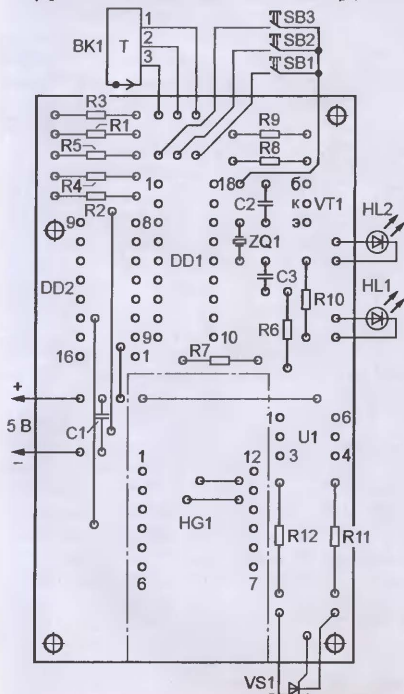 1
SB3
BK1
T
2
SB2
3
SB1
R3
R1
R9
R5
R8
R4
1
18
б
R2
C2
к
VT1
HL2
9
8
э
ZQ1
DD1
DD2
C3
HL1
R10
R6
16
9
1
10
R7
+
5 В
C1
–
1
6
U1
3
4
1
12
HG1
R12
R11
6
7
VS1